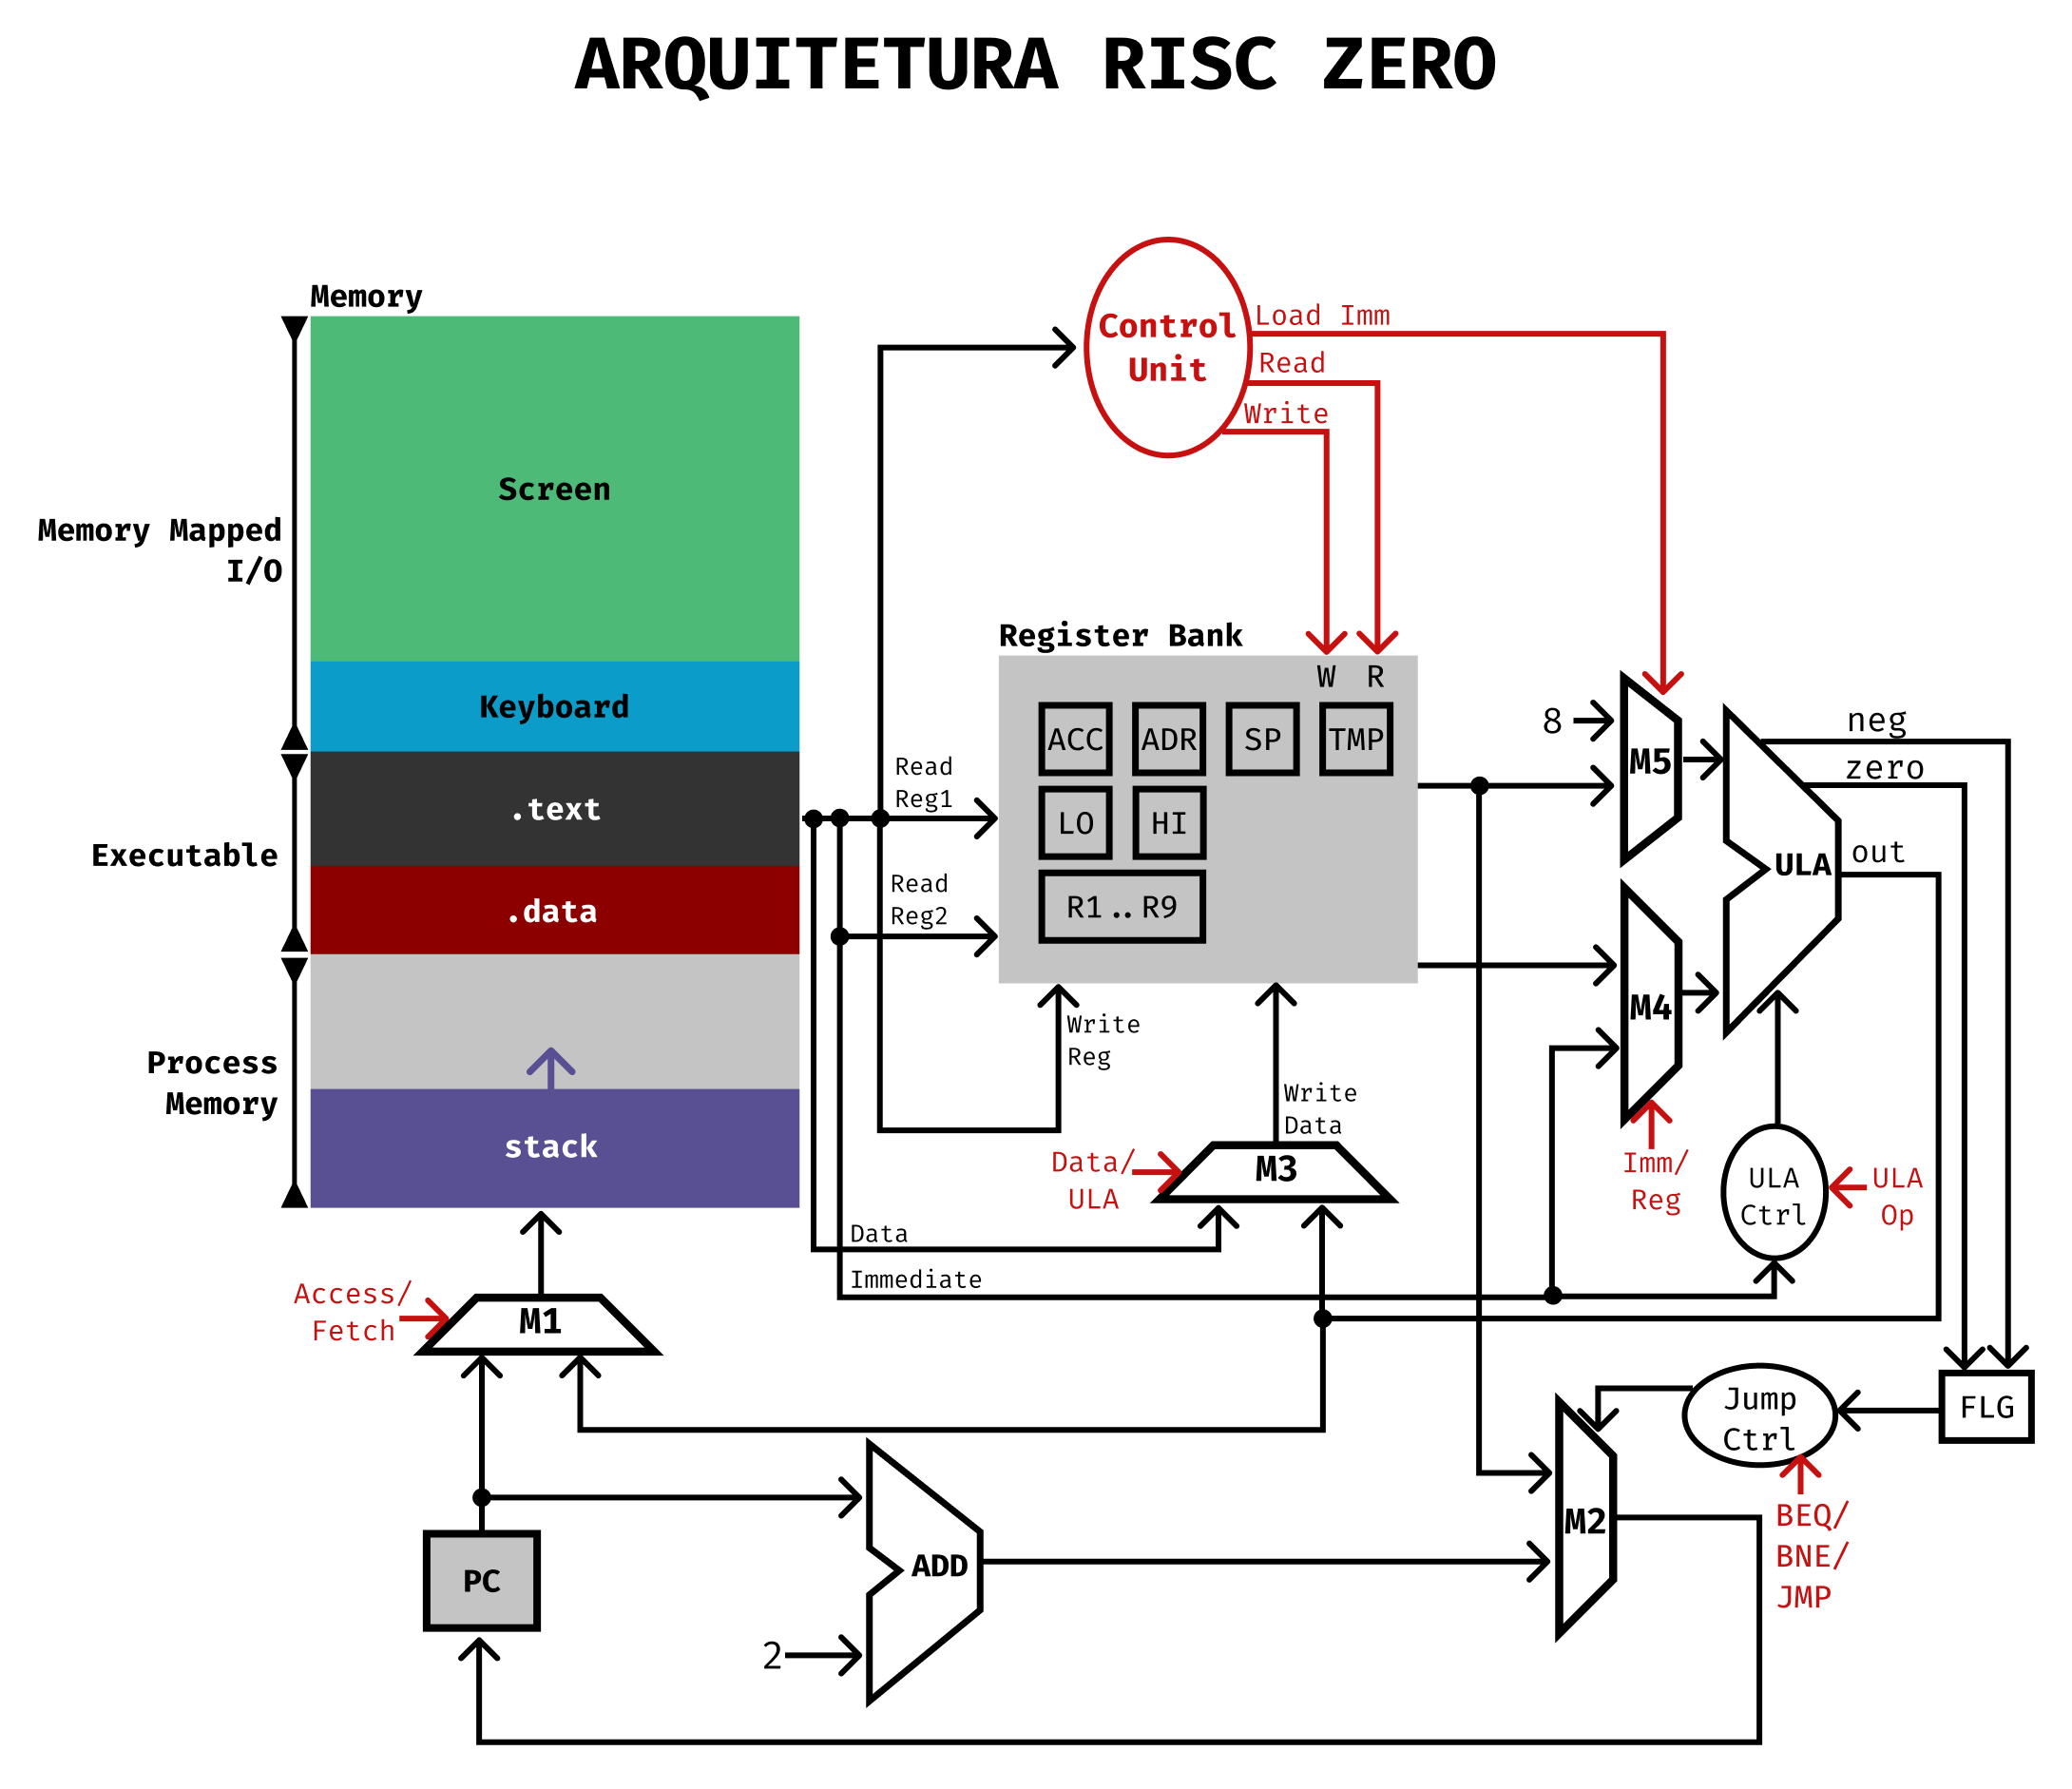 ARQUITETURA RISC ZERO
Memory
Screen
Keyboard
.text
.data
stack
Memory Mapped
I/O
Executable
Process
Memory
Control
Unit
Load Imm
Read
Write
Register Bank
W R
ACC ADR SP TMP
LO HI
R1..R9
Read
Reg1
Read
Reg2
Write
Reg
Write
Data
Data/
ULA
M3
Data
Immediate
8
M5
M4
Imm/
Reg
ULA
neg
zero
out
ULA
Ctrl
ULA
Op
Access/
Fetch
M1
PC
ADD
2
M2
Jump
Ctrl
FLG
BEQ/
BNE/
JMP